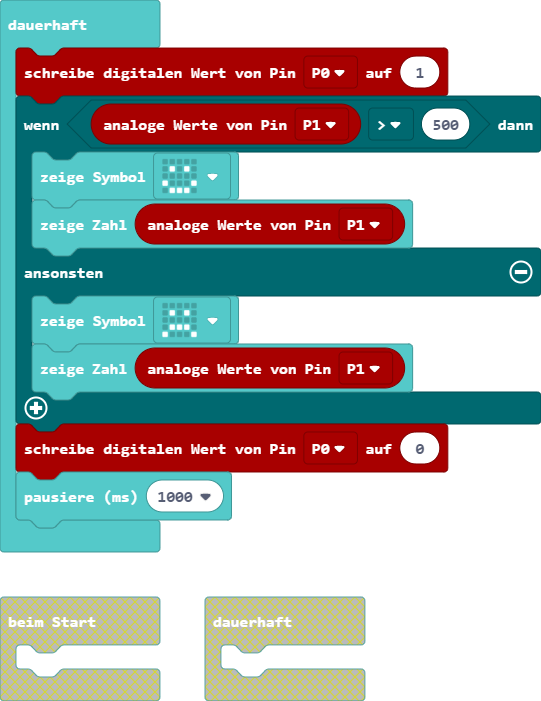 dauerhaft
schreibe digitalen Wert von Pin P0 auf 1
wenn analoge Werte von Pin P1 > 500 dann
zeige Symbol
zeige Zahl analoge Werte von Pin P1
ansonsten
zeige Symbol
zeige Zahl analoge Werte von Pin P1
schreibe digitalen Wert von Pin P0 auf 0
pausiere (ms) 1000
beim Start dauerhaft